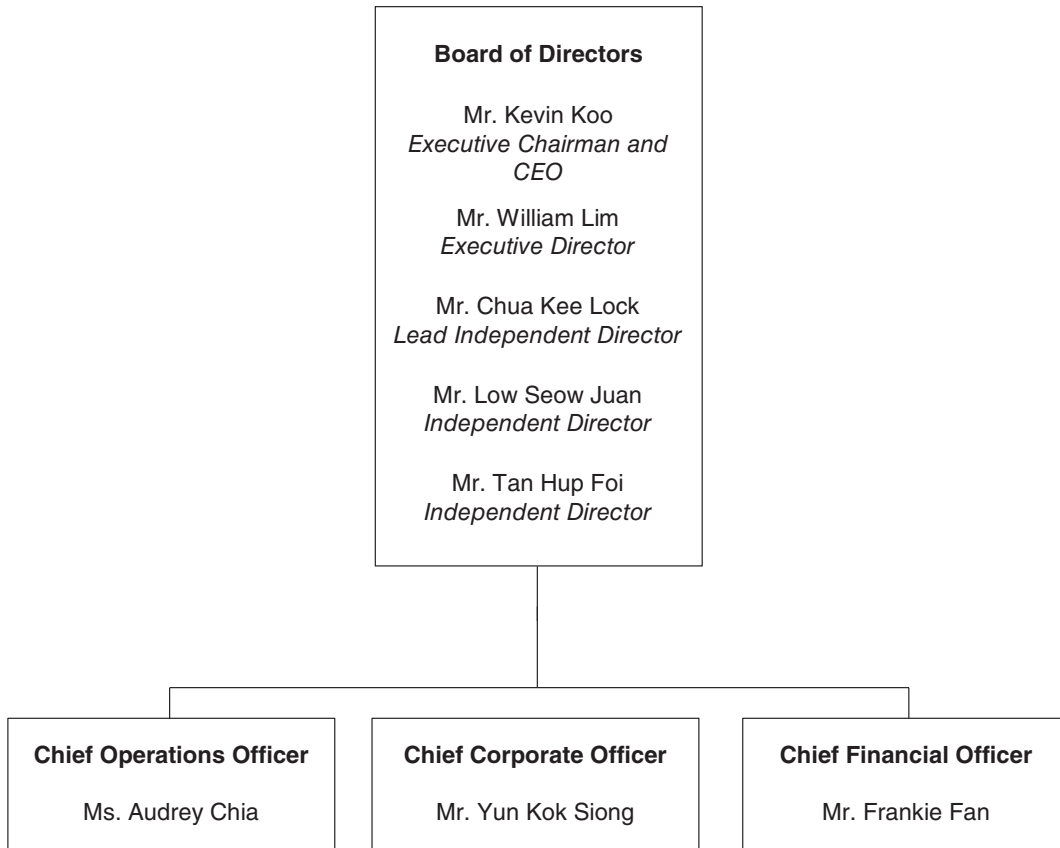 Board of Directors
Mr. Kevin Koo
Executive Chairman and
CEO
Mr. William Lim
Executive Director
Mr. Chua Kee Lock
Lead Independent Director
Mr. Low Seow Juan
Independent Director
Mr. Tan Hup Foi
Independent Director
Chief Operations Officer
Ms. Audrey Chia
Chief Corporate Officer
Mr. Yun Kok Siong
Chief Financial Officer
Mr. Frankie Fan